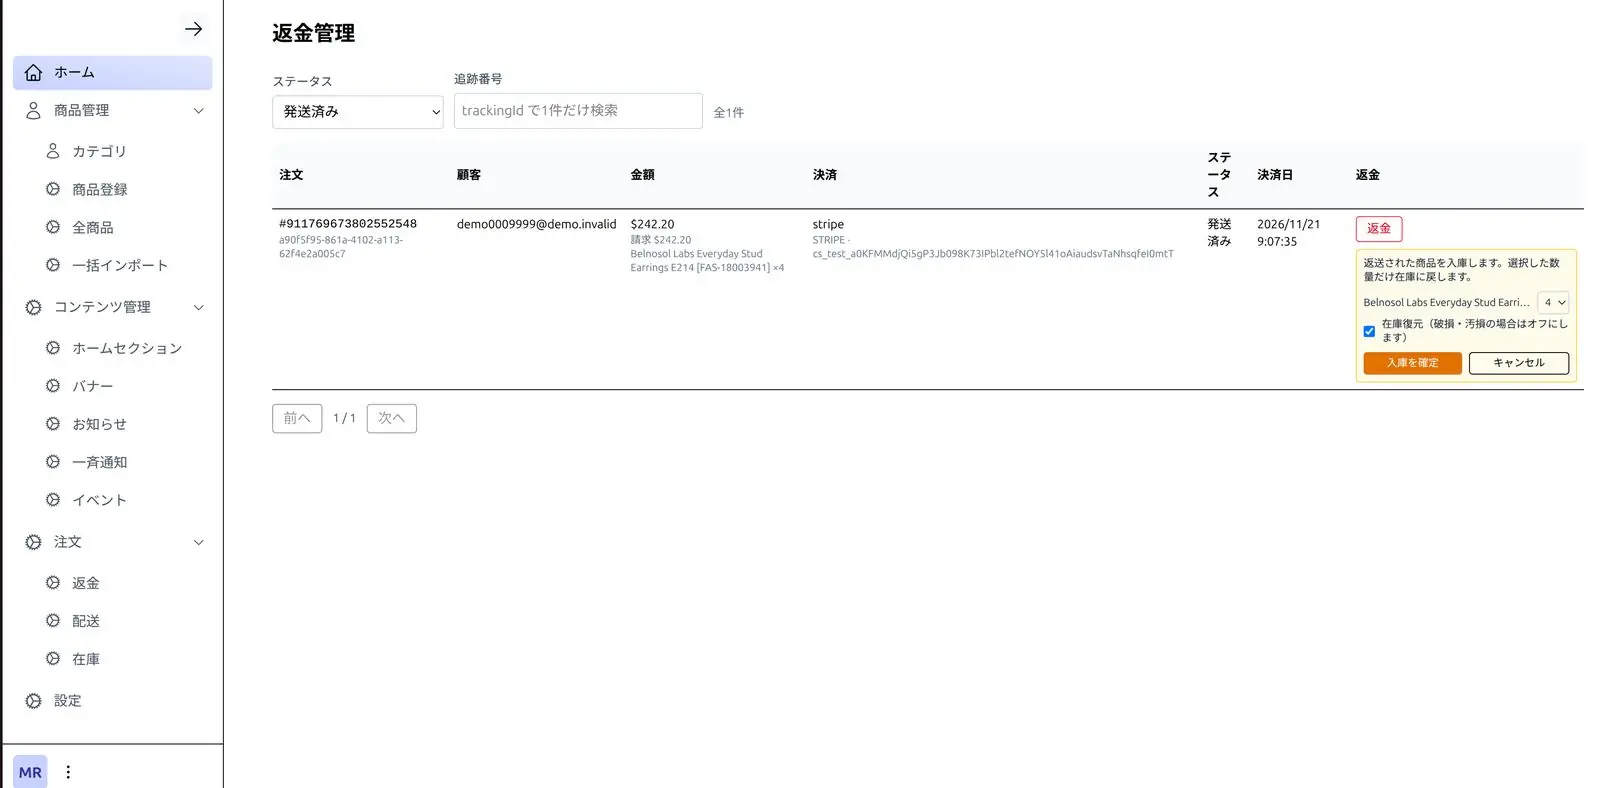 ホーム
商品管理
カテゴリ
商品登録
全商品
一括インポート
コンテンツ管理
ホームセクション
バナー
お知らせ
一斉通知
イベント
注文
返金
配送
在庫
設定
MR
返金管理
ステータス
追跡番号
発送済み
trackingId で1件だけ検索
全1件
注文
顧客
金額
決済
ステ
ータ
ス
決済日
返金
#911769673802552548
a90f5f95-861a-4102-a113-
62f4e2a005c7
demo0009999@demo.invalid
$242.20
請求 $242.20
Belnosol Labs Everyday Stud
Earrings E214 [FAS-18003941] ×4
stripe
STRIPE ·
cs_test_a0KFMMdjQi5gP3Jb098K73IPbl2tefNOY5l41oAiaudsvTaNhsqfeI0mtT
発送
済み
2026/11/21
9:07:35
返金
返送された商品を入庫します。選択した数
量だけ在庫に戻します。
Belnosol Labs Everyday Stud Earri... 4
在庫復元（破損・汚損の場合はオフにし
ます）
入庫を確定
キャンセル
前へ
1 / 1
次へ